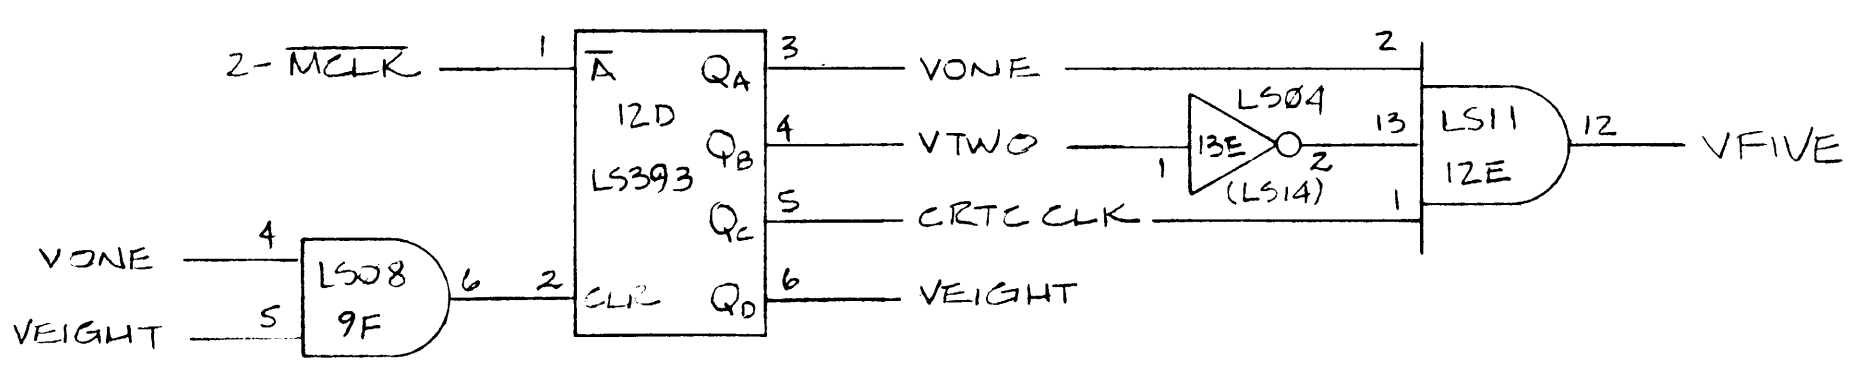 2-MCLK 1 A QA 3 VONE 2
12D LS04
QB 4 VTWO 1 13E 2 13 LS11 12 VFIVE
LS393 (LS14) 12E
QC 5 CRTC CLK 1
VONE 4 LS08 6 2 CLR QD 6 VEIGHT
VEIGHT 5 9F